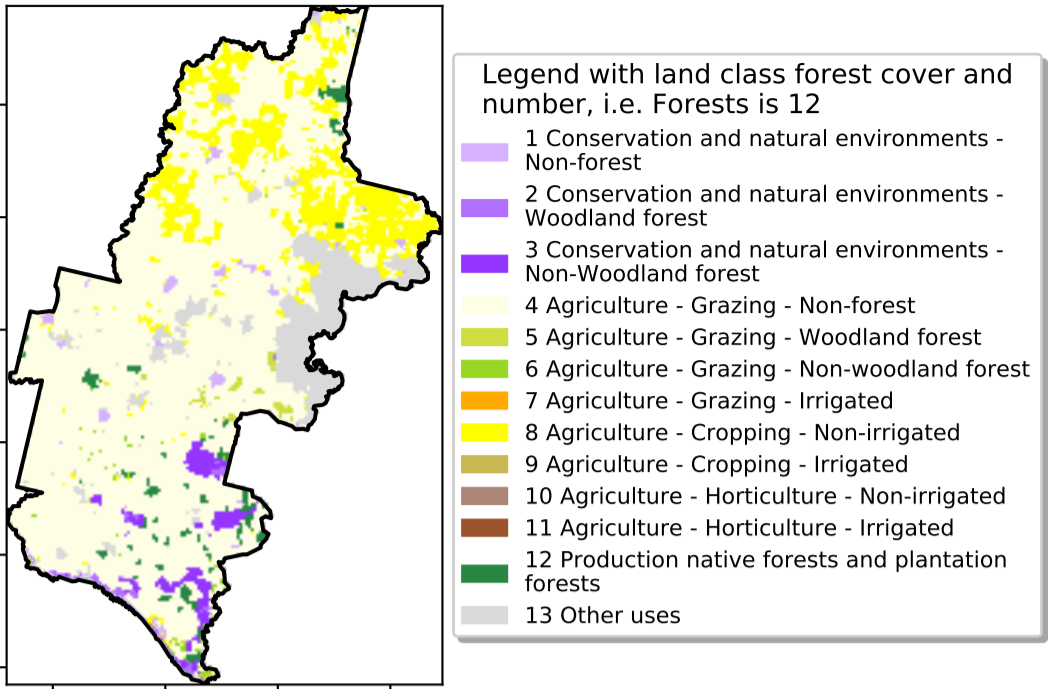 Legend with land class forest cover and
number, i.e. Forests is 12
1 Conservation and natural environments -
Non-forest
2 Conservation and natural environments -
Woodland forest
3 Conservation and natural environments -
Non-Woodland forest
4 Agriculture - Grazing - Non-forest
5 Agriculture - Grazing - Woodland forest
6 Agriculture - Grazing - Non-woodland forest
7 Agriculture - Grazing - Irrigated
8 Agriculture - Cropping - Non-irrigated
9 Agriculture - Cropping - Irrigated
10 Agriculture - Horticulture - Non-irrigated
11 Agriculture - Horticulture - Irrigated
12 Production native forests and plantation
forests
13 Other uses